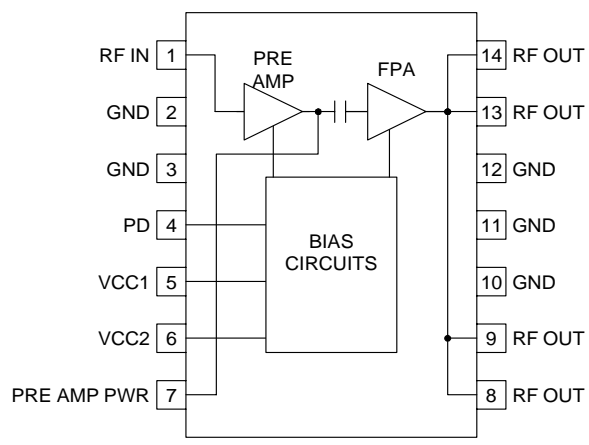 RF IN 1
GND 2
GND 3
PD 4
VCC1 5
VCC2 6
PRE AMP PWR 7
PRE
AMP
FPA
BIAS
CIRCUITS
14 RF OUT
13 RF OUT
12 GND
11 GND
10 GND
9 RF OUT
8 RF OUT